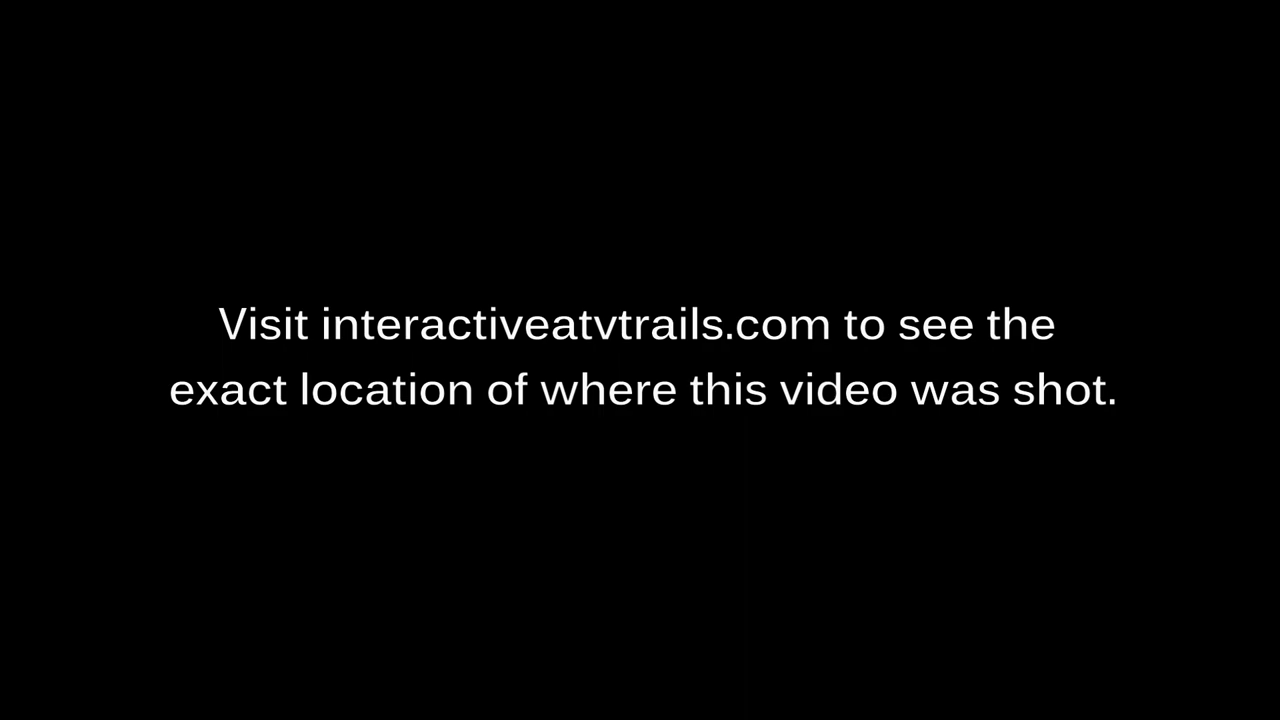 Visit interactiveatvtrails.com to see the
exact location of where this video was shot.